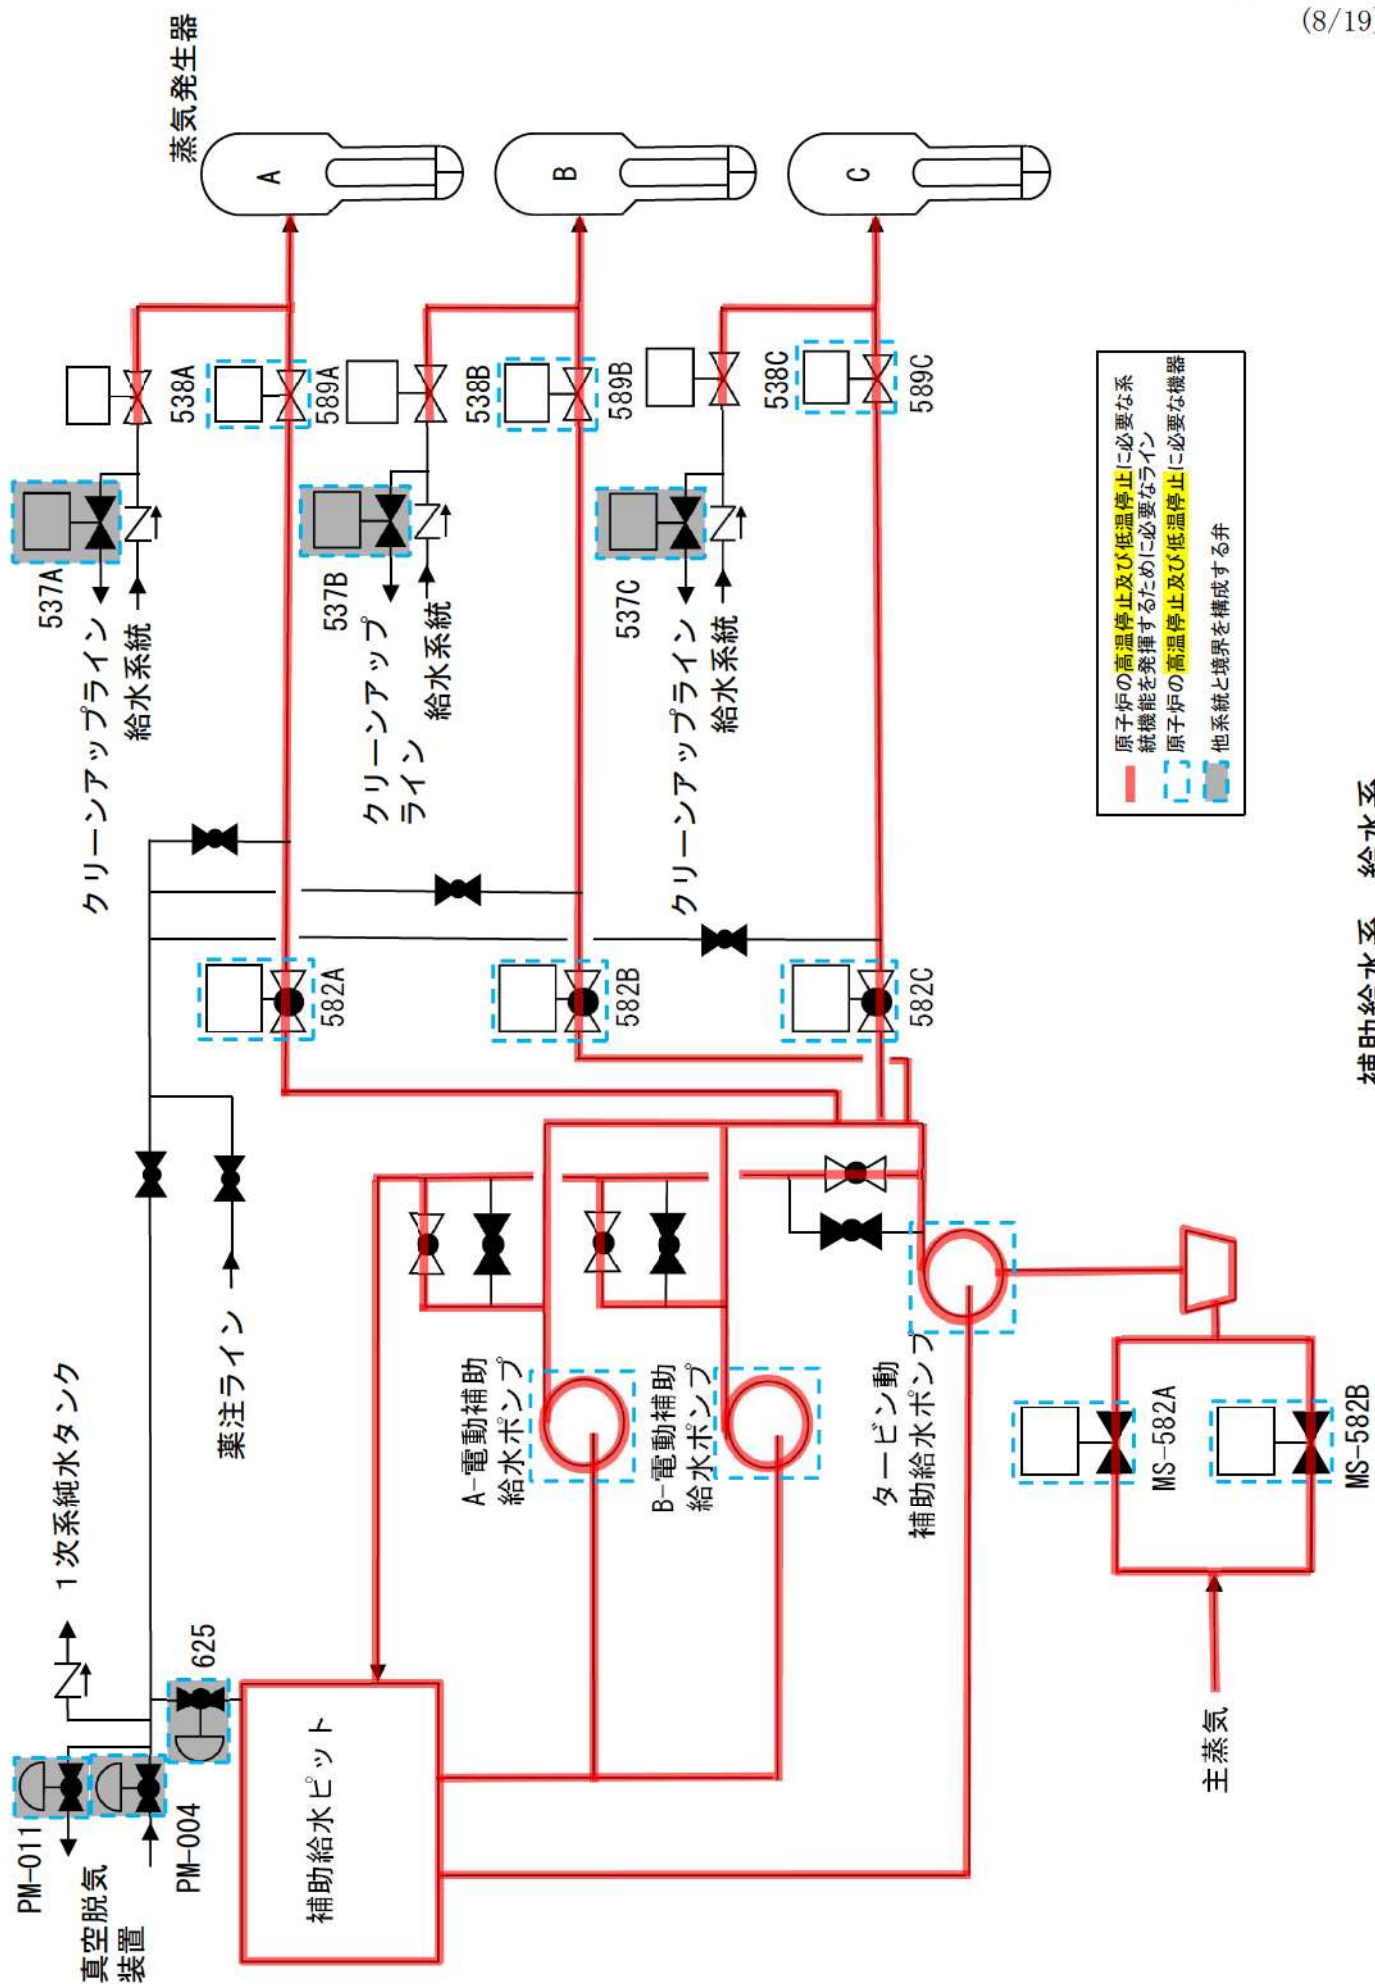 (8/19)
蒸気発生器
A
B
C
537A
538A
589A
クリーンアップライン
給水系統
537B
538B
589B
クリーンアップ
ライン
給水系統
537C
538C
589C
クリーンアップライン
給水系統
582A
582B
582C
薬注ライン
1次系純水タンク
PM-011
真空脱気
装置
PM-004
625
補助給水ピット
A-電動補助
給水ポンプ
B-電動補助
給水ポンプ
タービン動
補助給水ポンプ
MS-582A
MS-582B
主蒸気
原子炉の高温停止及び低温停止に必要な系
統機能を発揮するために必要なライン
原子炉の高温停止及び低温停止に必要な機器
他系統と境界を構成する弁
補助給水系 給水系